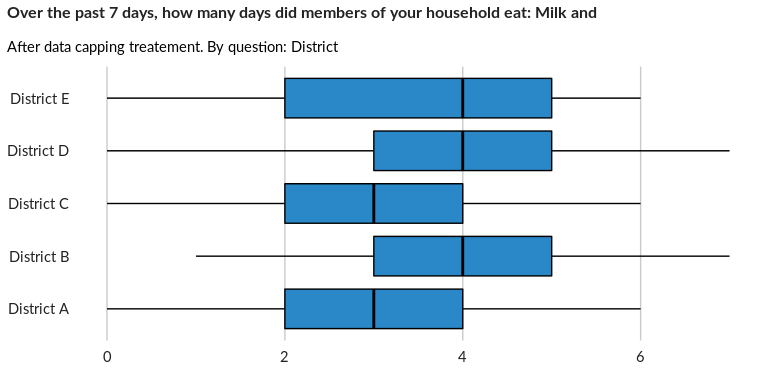 Over the past 7 days, how many days did members of your household eat: Milk and
After data capping treatement. By question: District
District E
District D
District C
District B
District A
0 2 4 6